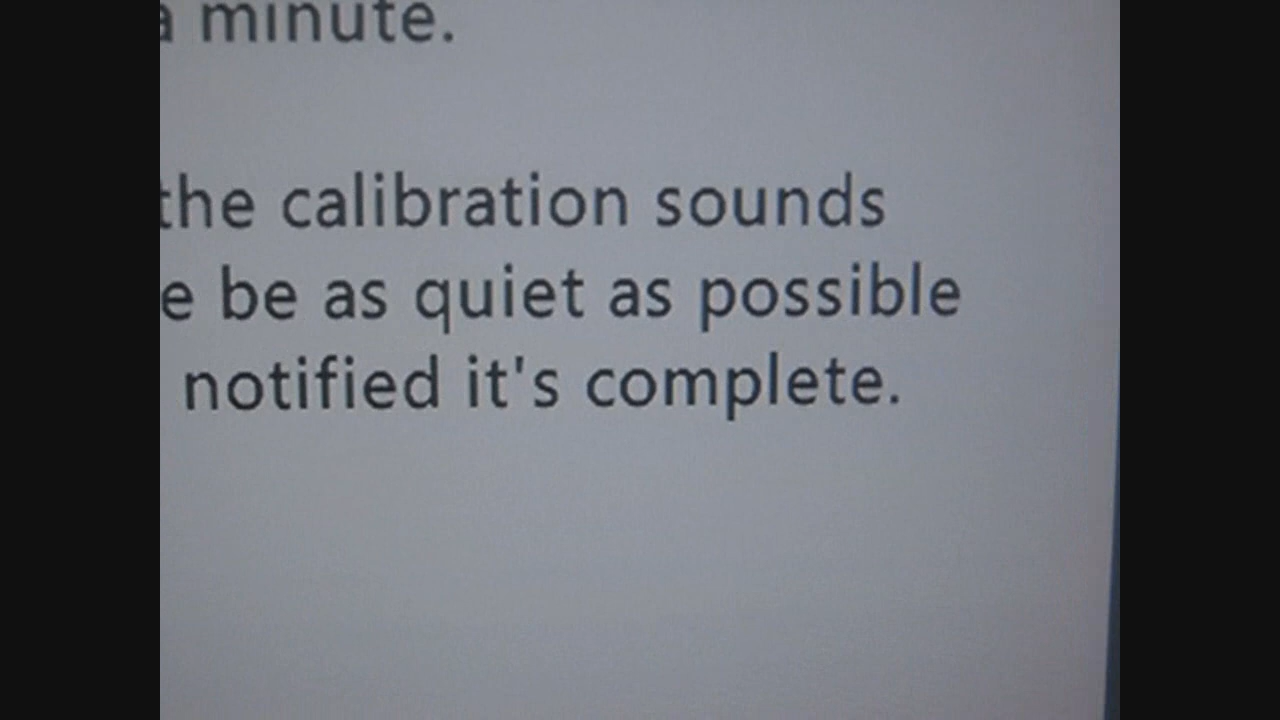 a minute.
the calibration sounds
e be as quiet as possible
notified it's complete.